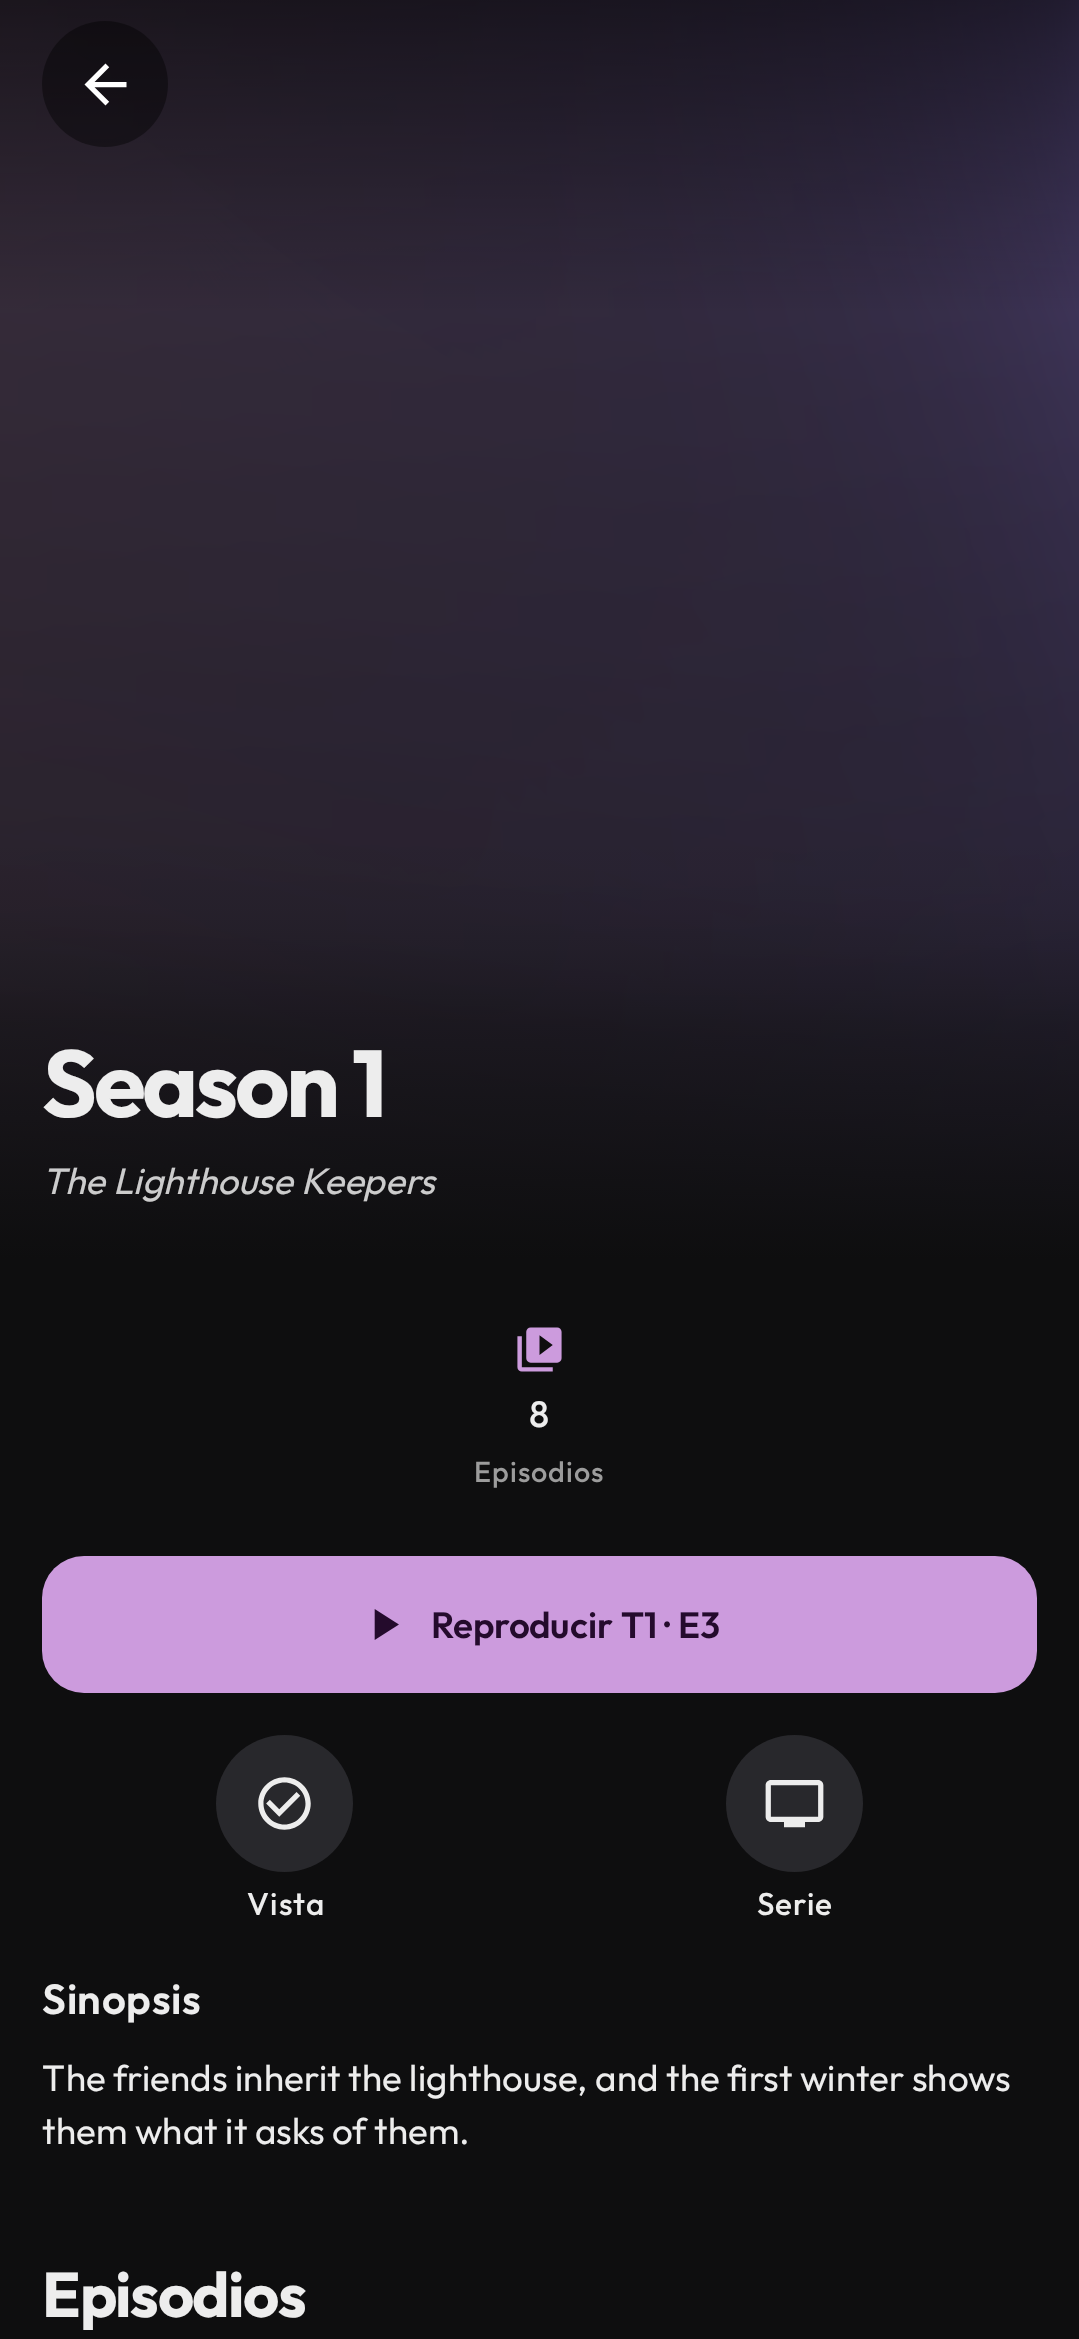 Season 1
The Lighthouse Keepers
8
Episodios
Reproducir T1 · E3
Vista
Serie
Sinopsis
The friends inherit the lighthouse, and the first winter shows
them what it asks of them.
Episodios